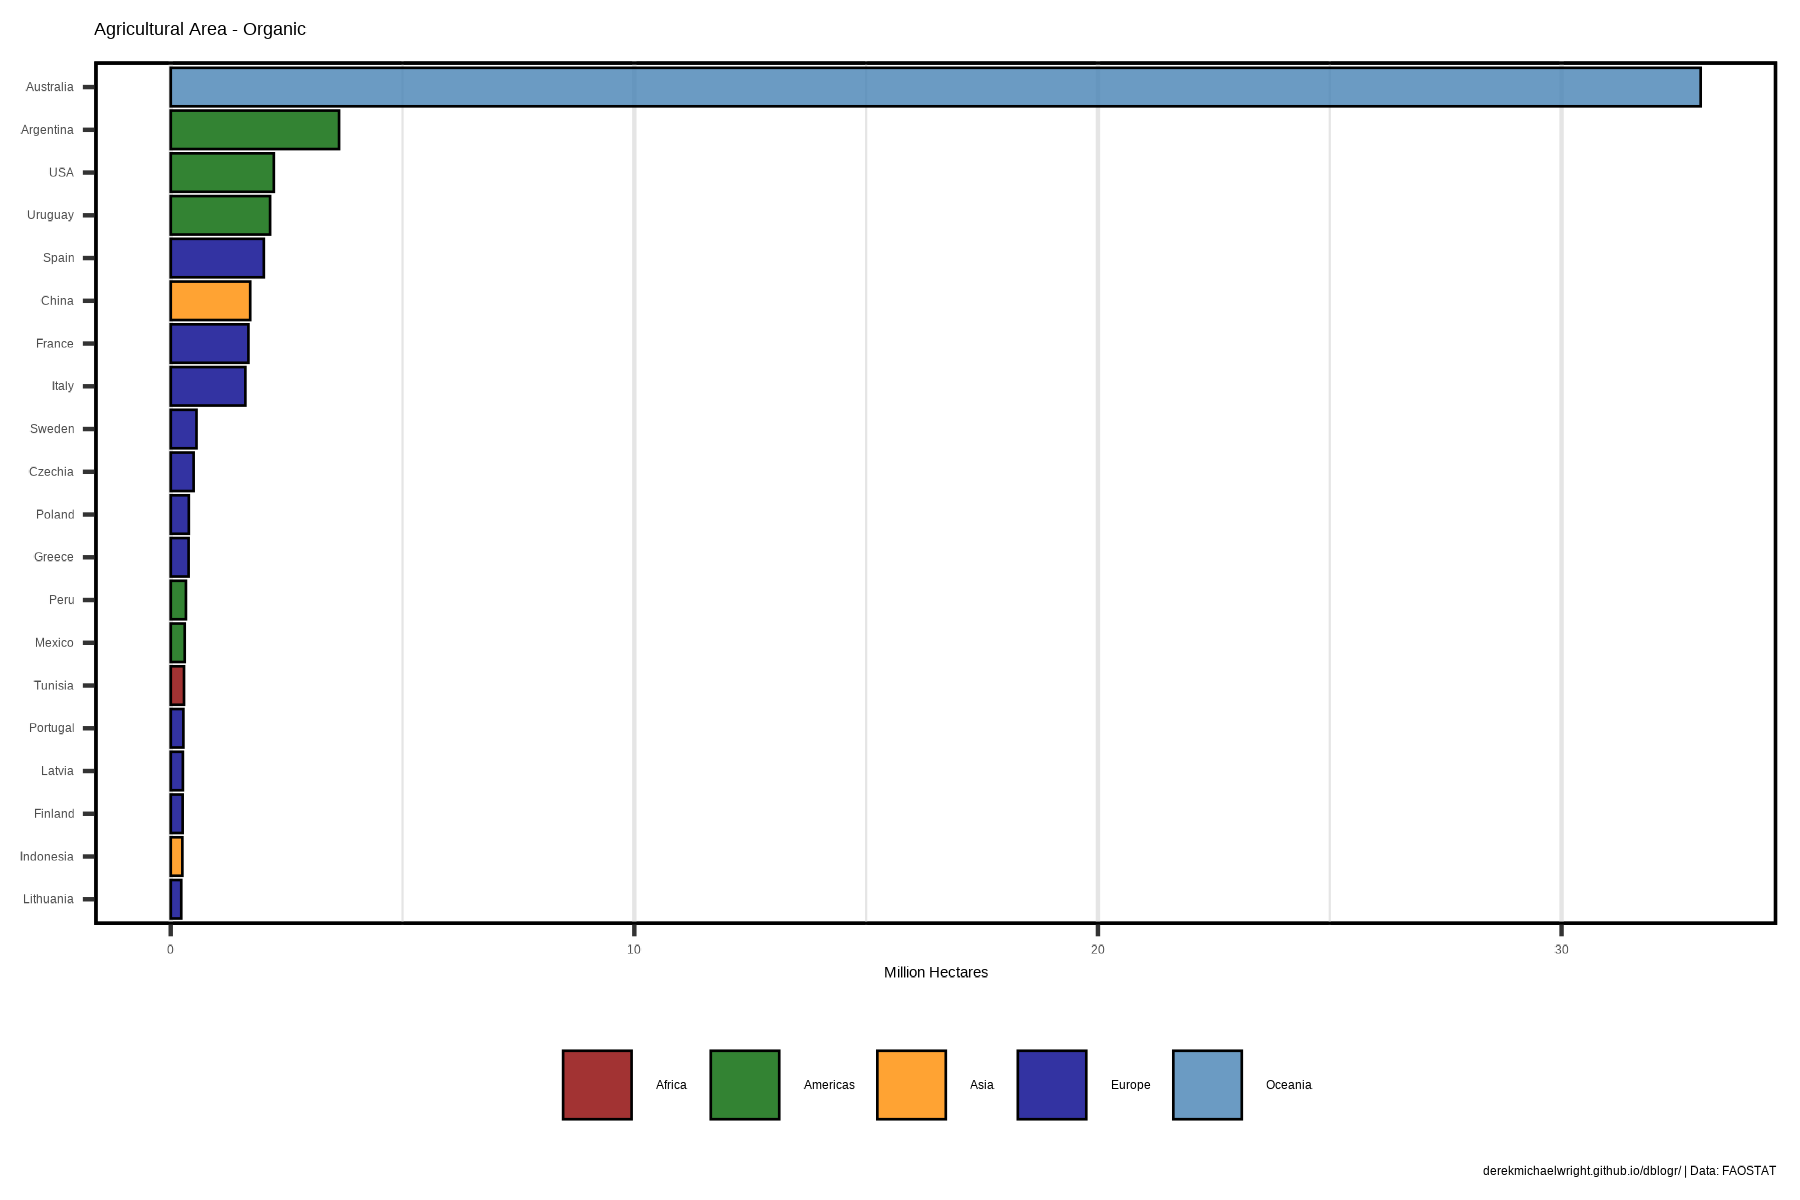 Agricultural Area - Organic
Australia
Argentina
USA
Uruguay
Spain
China
France
Italy
Sweden
Czechia
Poland
Greece
Peru
Mexico
Tunisia
Portugal
Latvia
Finland
Indonesia
Lithuania
0 10 20 30
Million Hectares
Africa Americas Asia Europe Oceania
derekmichaelwright.github.io/dblogr/ | Data: FAOSTAT